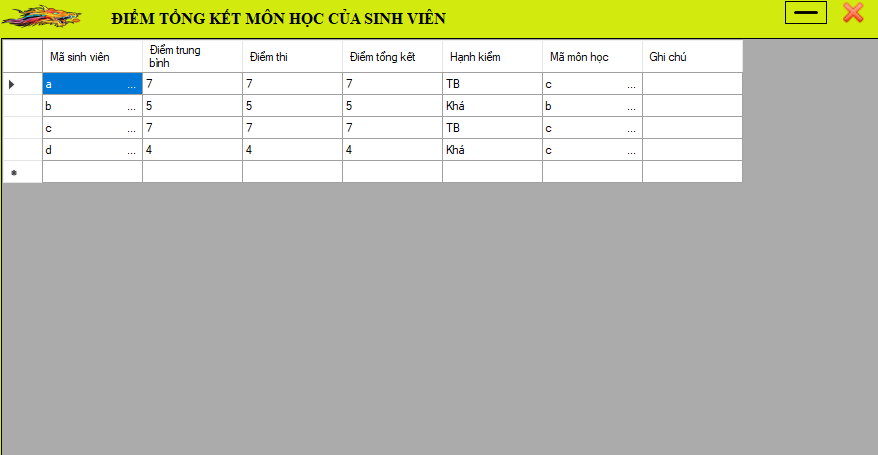 ĐIỂM TỔNG KẾT MÔN HỌC CỦA SINH VIÊN
Mã sinh viên Điểm trung bình Điểm thi Điểm tổng kết Hạnh kiểm Mã môn học Ghi chú
a ... 7 7 7 TB c ...
b ... 5 5 5 Khá b ...
c ... 7 7 7 TB c ...
d ... 4 4 4 Khá c ...